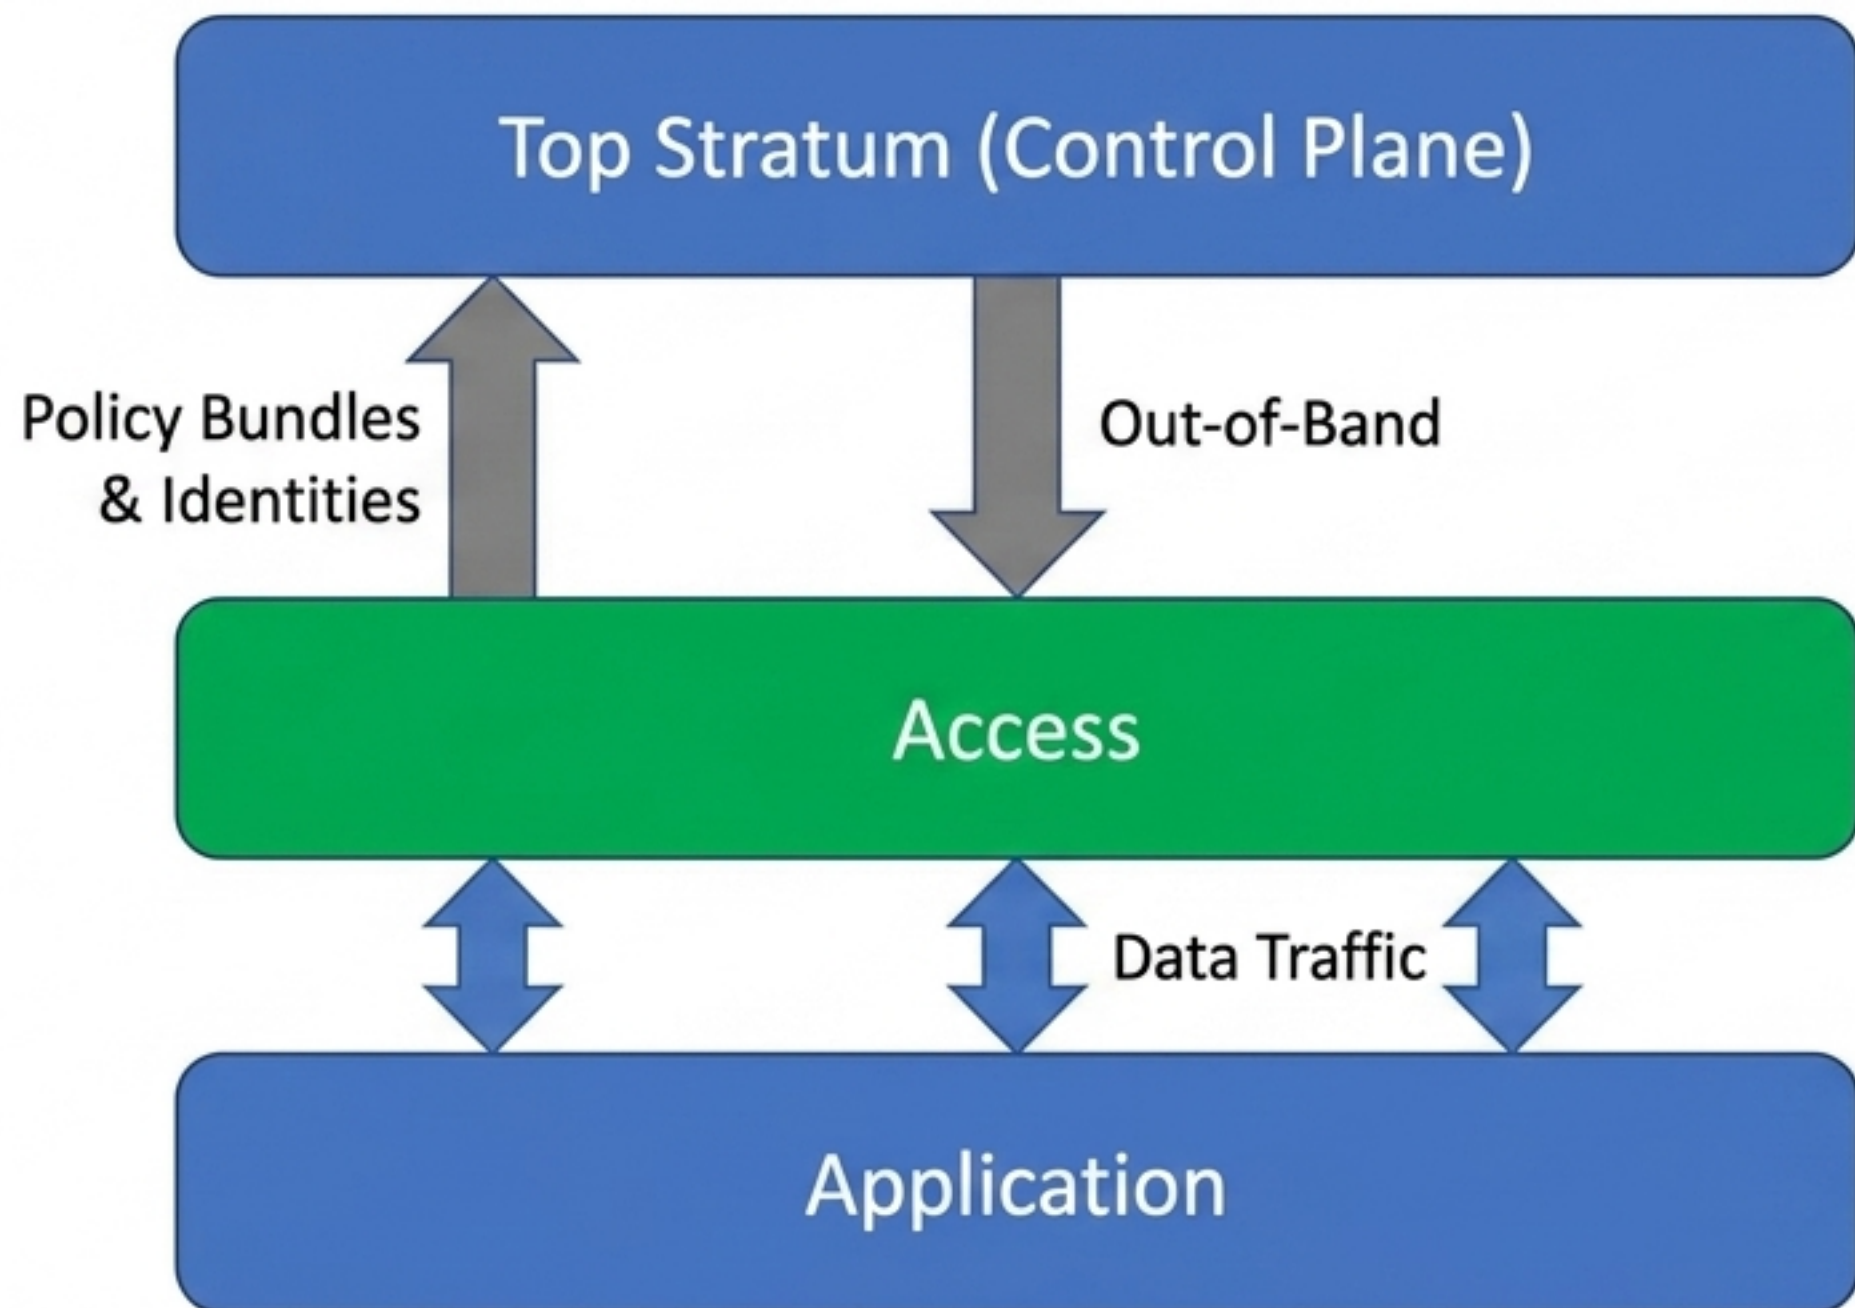 Top Stratum (Control Plane)
Policy Bundles
& Identities
Out-of-Band
Access
Data Traffic
Application